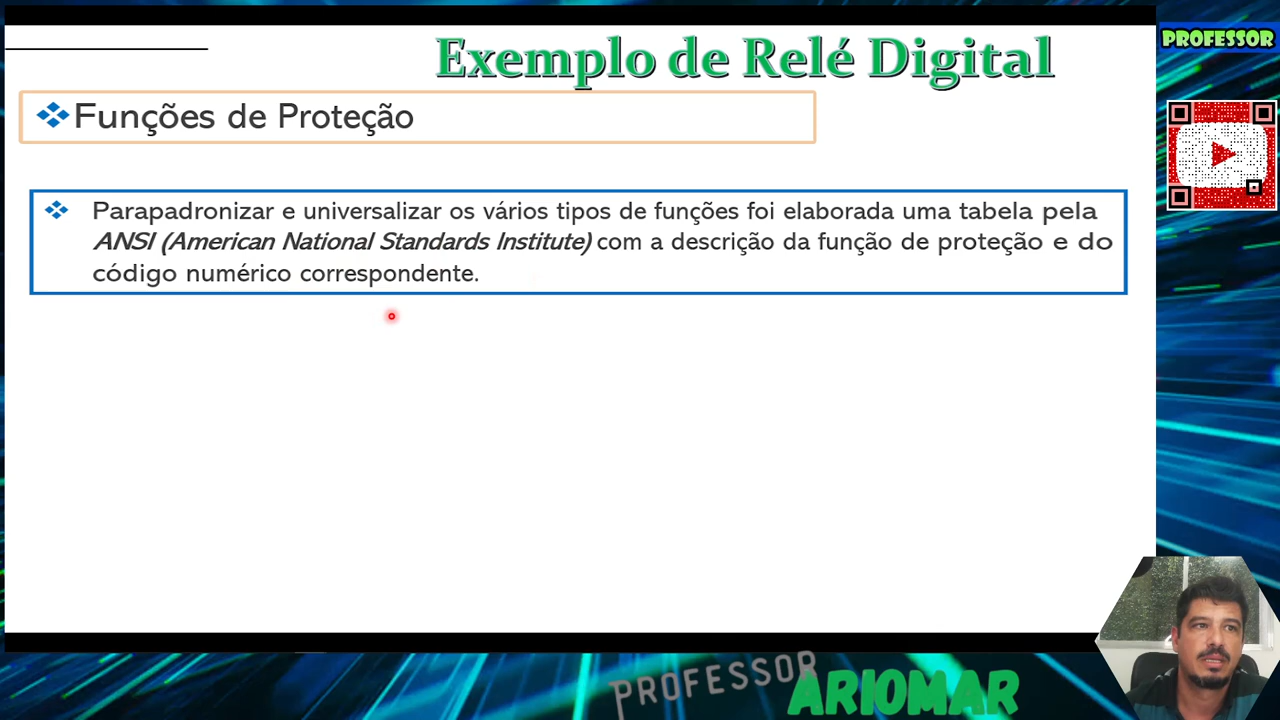 Exemplo de Relé Digital
PROFESSOR
Funções de Proteção
Parapadronizar e universalizar os vários tipos de funções foi elaborada uma tabela pela
ANSI (American National Standards Institute) com a descrição da função de proteção e do
código numérico correspondente.
PROFESSOR
ARIOMAR